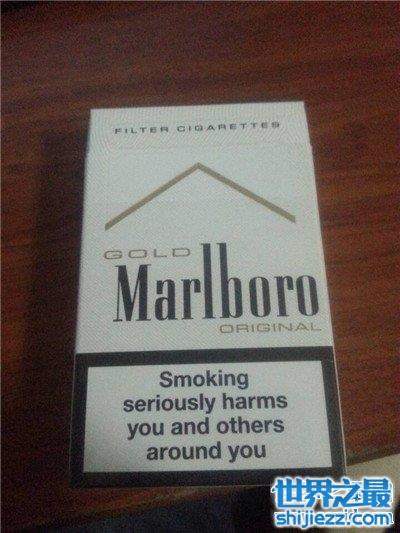 FILTER CIGARETTES
GOLD
Marlboro
ORIGINAL
Smoking
seriously harms
you and others
around you
世界之最
shijiezz.com